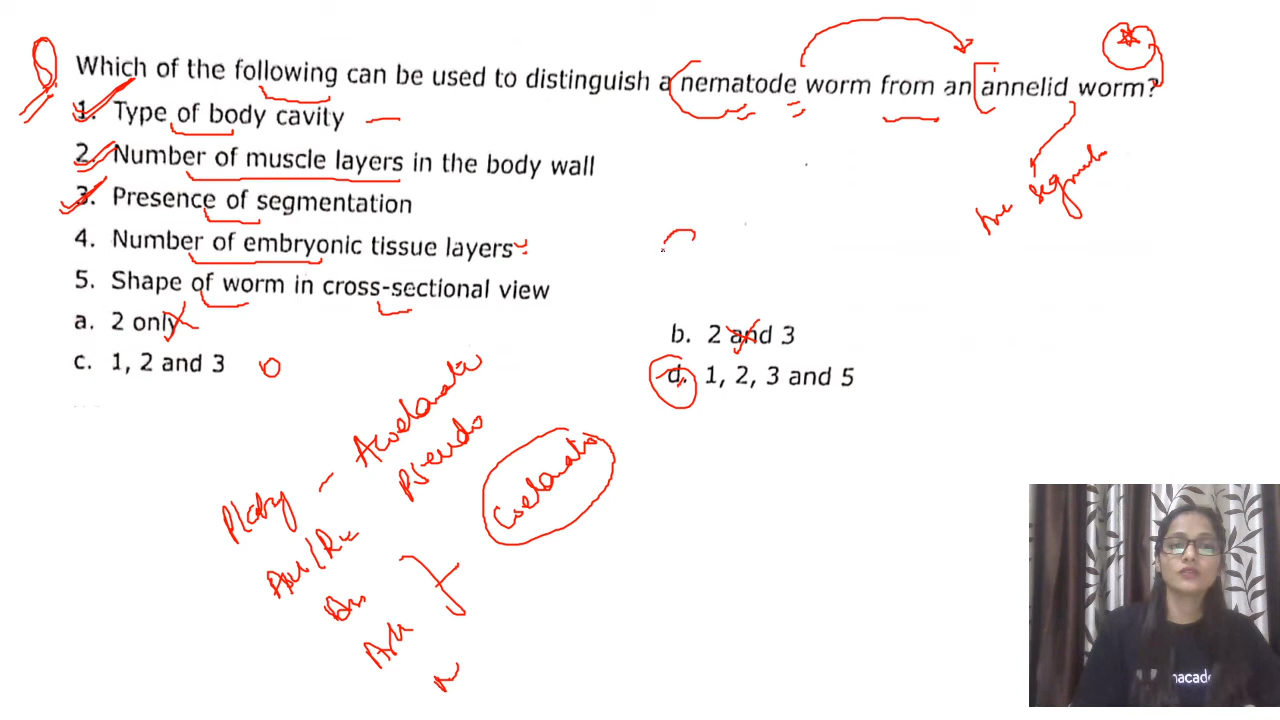 Which of the following can be used to distinguish a nematode worm from an annelid worm?
1. Type of body cavity
2. Number of muscle layers in the body wall
3. Presence of segmentation
4. Number of embryonic tissue layers
5. Shape of worm in cross-sectional view
a. 2 only
b. 2 and 3
c. 1, 2 and 3
d. 1, 2, 3 and 5
Platy - Acoelomate
Pseudo
Coelomate
nacad